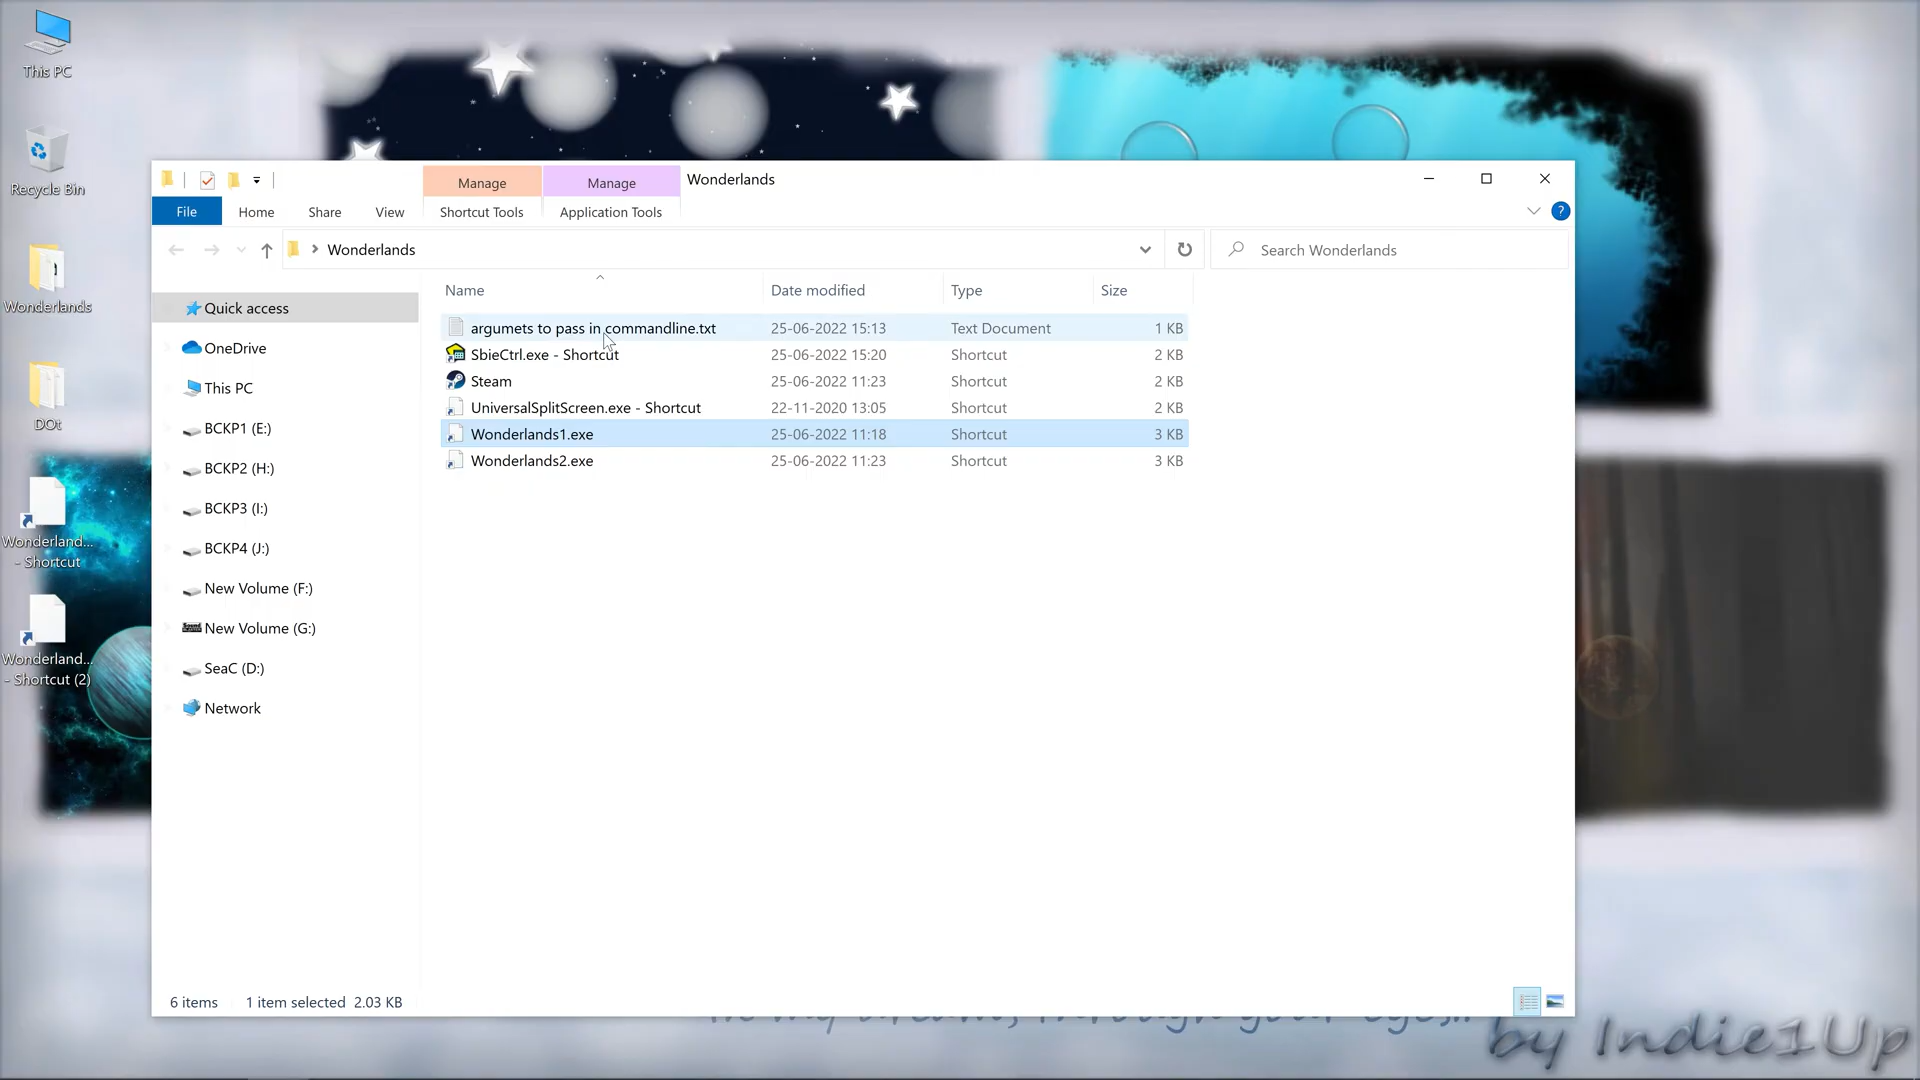 This PC
Recycle Bin
Wonderlands
DOt
Wonderland...
- Shortcut
Wonderland...
- Shortcut (2)
Manage
Manage
Wonderlands
File
Home
Share
View
Shortcut Tools
Application Tools
?
Wonderlands
Search Wonderlands
Name
Date modified
Type
Size
argumets to pass in commandline.txt 25-06-2022 15:13 Text Document 1 KB
SbieCtrl.exe - Shortcut 25-06-2022 15:20 Shortcut 2 KB
Steam 25-06-2022 11:23 Shortcut 2 KB
UniversalSplitScreen.exe - Shortcut 22-11-2020 13:05 Shortcut 2 KB
Wonderlands1.exe 25-06-2022 11:18 Shortcut 3 KB
Wonderlands2.exe 25-06-2022 11:23 Shortcut 3 KB
Quick access
OneDrive
This PC
BCKP1 (E:)
BCKP2 (H:)
BCKP3 (I:)
BCKP4 (J:)
New Volume (F:)
New Volume (G:)
SeaC (D:)
Network
6 items 1 item selected 2.03 KB
by Indie1Up